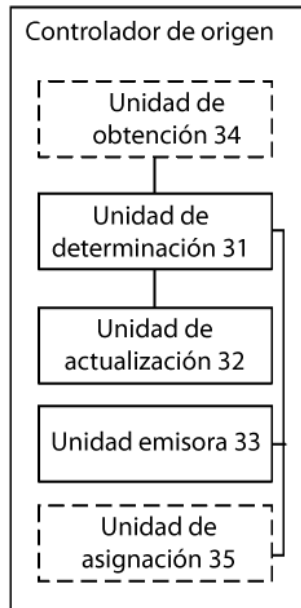 Controlador de origen
Unidad de
obtención 34
Unidad de
determinación 31
Unidad de
actualización 32
Unidad emisora 33
Unidad de
asignación 35